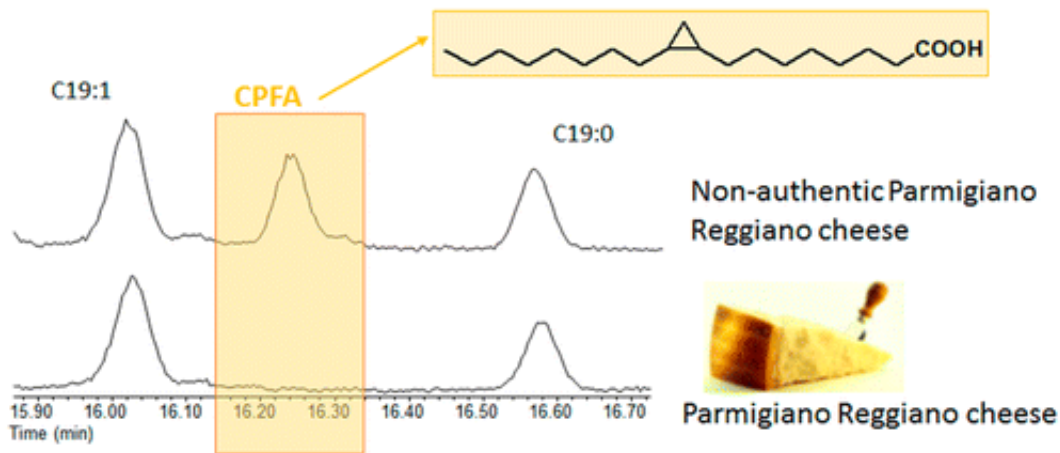 COOH
C19:1
CPFA
C19:0
Non-authentic Parmigiano
Reggiano cheese
15.90 16.00 16.10 16.20 16.30 16.40 16.50 16.60 16.70
Time (min)
Parmigiano Reggiano cheese